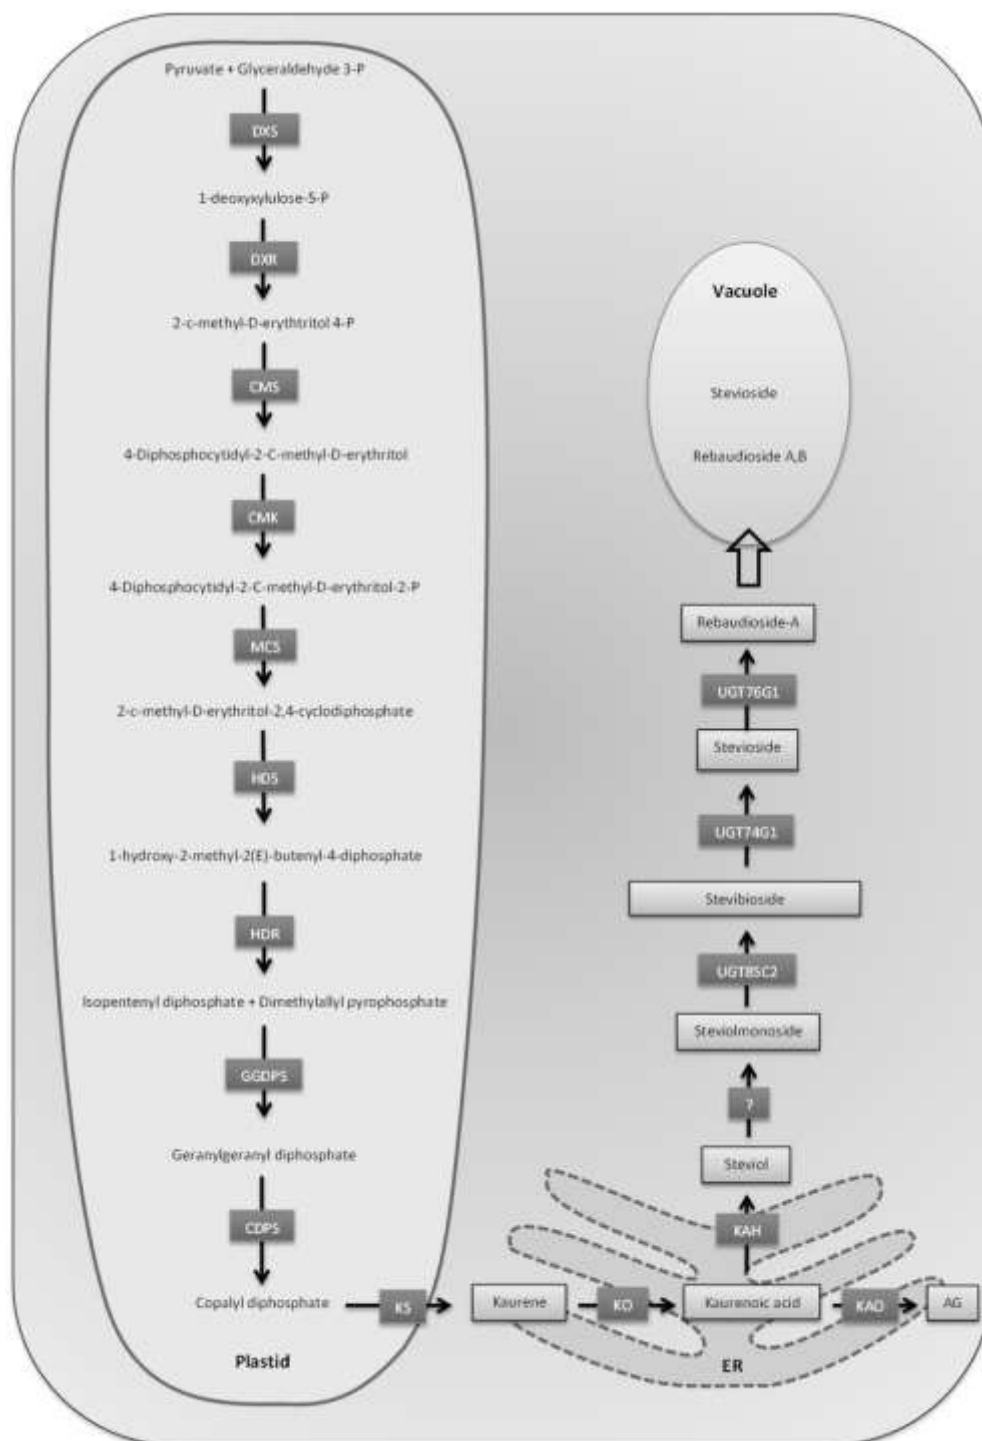 Pyruvate + Glyceraldehyde 3-P
DXS
1-deoxyxylulose-5-P
DXR
2-c-methyl-D-erythtritol 4-P
CMS
4-Diphosphocytidyl-2-C-methyl-D-erythritol
CMK
4-Diphosphocytidyl-2-C-methyl-D-erythritol-2-P
MCS
2-c-methyl-D-erythritol-2,4-cyclodiphosphate
HDS
1-hydroxy-2-methyl-2(E)-butenyl-4-diphosphate
HDR
Isopentenyl diphosphate + Dimethylallyl pyrophosphate
GGDPS
Geranylgeranyl diphosphate
CDPS
Copalyl diphosphate
KS
Plastid
Kaurene
KO
Kaurenoic acid
KAO
AG
ER
KAH
Steviol
?
Steviolmonoside
UGT85C2
Stevibioside
UGT74G1
Stevioside
UGT76G1
Rebaudioside-A
Vacuole
Stevioside
Rebaudioside A,B